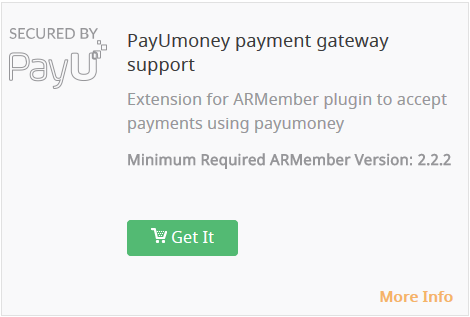 SECURED BY
PayU
PayUmoney payment gateway
support
Extension for ARMember plugin to accept
payments using payumoney
Minimum Required ARMember Version: 2.2.2
Get It
More Info